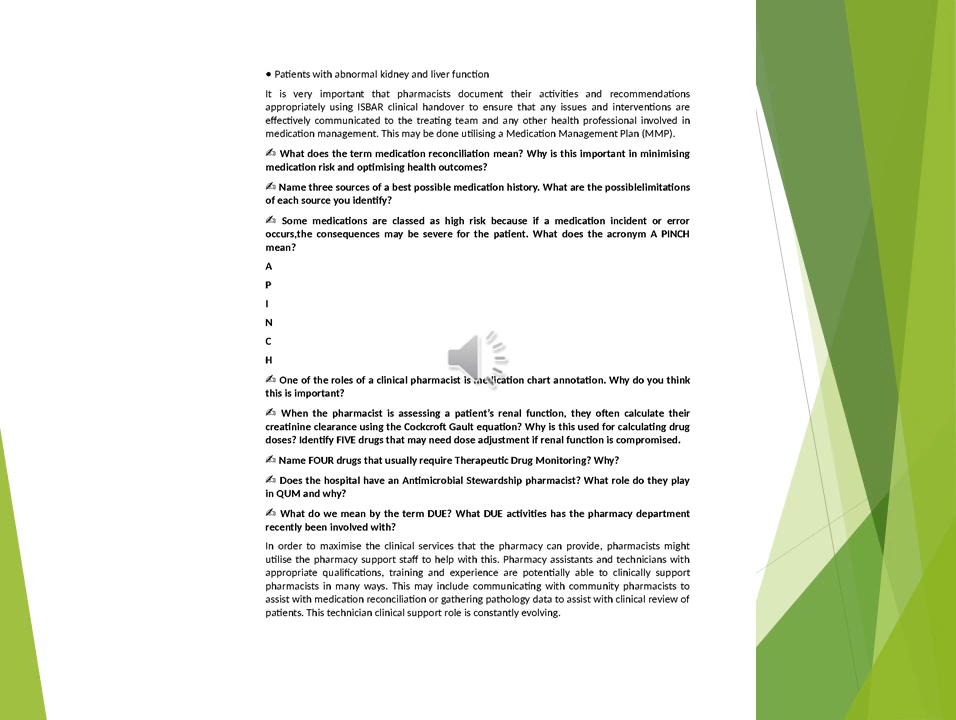 • Patients with abnormal kidney and liver function
It is very important that pharmacists document their activities and recommendations
appropriately using ISBAR clinical handover to ensure that any issues and interventions are
effectively communicated to the treating team and any other health professional involved in
medication management. This may be done utilising a Medication Management Plan (MMP).
✍ What does the term medication reconciliation mean? Why is this important in minimising
medication risk and optimising health outcomes?
✍ Name three sources of a best possible medication history. What are the possiblelimitations
of each source you identify?
✍ Some medications are classed as high risk because if a medication incident or error
occurs,the consequences may be severe for the patient. What does the acronym A PINCH
mean?
A
P
I
N
C
H
✍ One of the roles of a clinical pharmacist is medication chart annotation. Why do you think
this is important?
✍ When the pharmacist is assessing a patient's renal function, they often calculate their
creatinine clearance using the Cockcroft Gault equation? Why is this used for calculating drug
doses? Identify FIVE drugs that may need dose adjustment if renal function is compromised.
✍ Name FOUR drugs that usually require Therapeutic Drug Monitoring? Why?
✍ Does the hospital have an Antimicrobial Stewardship pharmacist? What role do they play
in QUM and why?
✍ What do we mean by the term DUE? What DUE activities has the pharmacy department
recently been involved with?
In order to maximise the clinical services that the pharmacy can provide, pharmacists might
utilise the pharmacy support staff to help with this. Pharmacy assistants and technicians with
appropriate qualifications, training and experience are potentially able to clinically support
pharmacists in many ways. This may include communicating with community pharmacists to
assist with medication reconciliation or gathering pathology data to assist with clinical review of
patients. This technician clinical support role is constantly evolving.